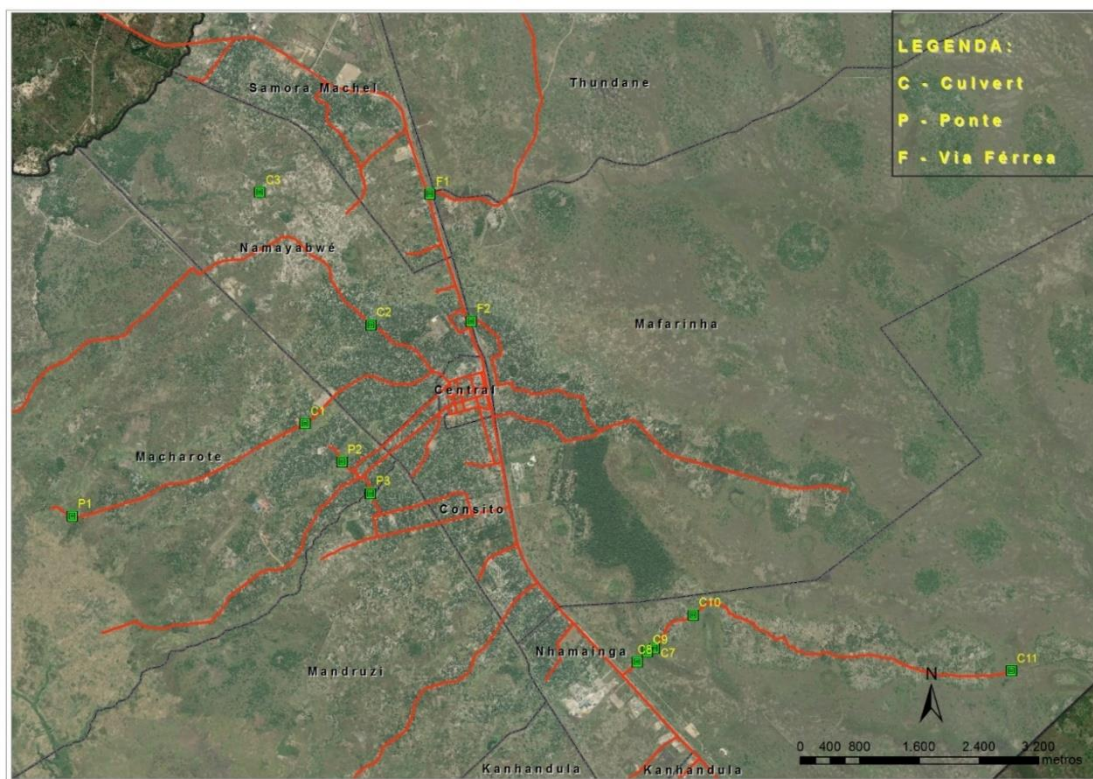 LEGENDA:
Thundane
C - Culvert
Samora Machel
P - Ponte
F - Via Férrea
C3
F1
Namayabwé
C2
F2
Mafarinha
Central
C1
Macharote
P2
P3
P1
Consito
C10
C9
C8
C7
Nhamainga
C11
Mandruzi
N
0 400 800 1.600 2.400 3.200
metros
Kanhandula
Kanhandula